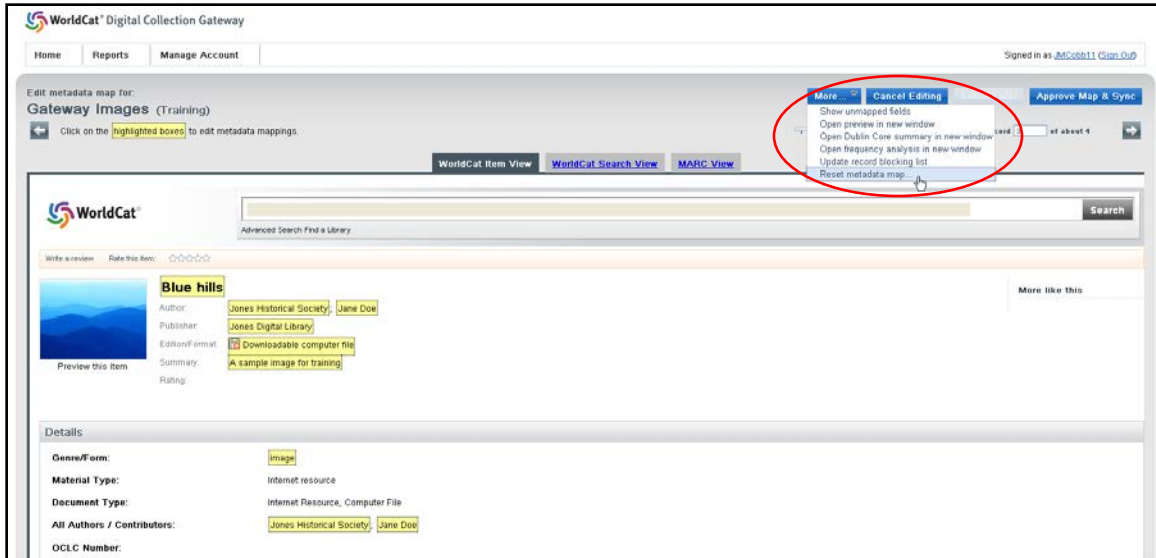 WorldCat® Digital Collection Gateway
Home Reports Manage Account Signed in as JMCobb11 (Sign Out)
Edit metadata map for:
Gateway Images (Training)
More... Cancel Editing Approve Map & Sync
Click on the highlighted boxes to edit metadata mappings.
of about 4
Show unmapped fields
Open preview in new window
Open Dublin Core summary in new window
Open frequency analysis in new window
Update record blocking list
Reset metadata map...
WorldCat Item View WorldCat Search View MARC View
WorldCat®
Search
Advanced Search Find a Library
Write a review Rate this item:
Blue hills
More like this
Author: Jones Historical Society; Jane Doe
Publisher: Jones Digital Library
Edition/Format: Downloadable computer file
Summary: A sample image for training
Preview this item
Rating:
Details
Genre/Form: image
Material Type: Internet resource
Document Type: Internet Resource, Computer File
All Authors / Contributors: Jones Historical Society; Jane Doe
OCLC Number: